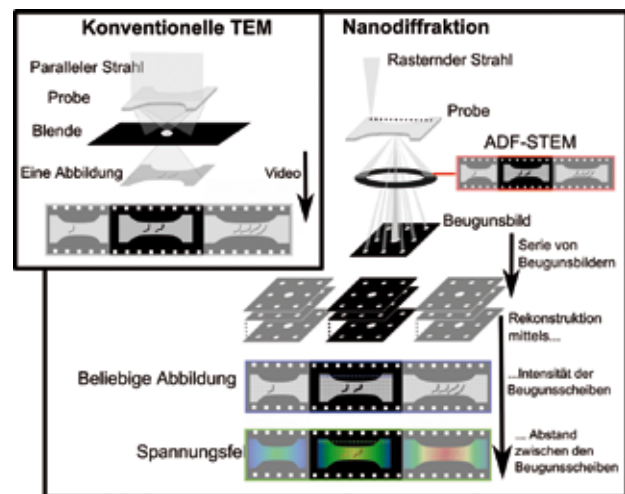 Konventionelle TEM
Paralleler Strahl
Probe
Blende
Eine Abbildung
Video
Nanodiffraktion
Rasternder Strahl
Probe
ADF-STEM
Beugunsbild
Serie von
Beugunsbildern
Rekonstruktion
mittels...
Beliebige Abbildung
...Intensität der
Beugunsscheiben
Spannungsfe
... Abstand
zwischen den
Beugunsscheiben